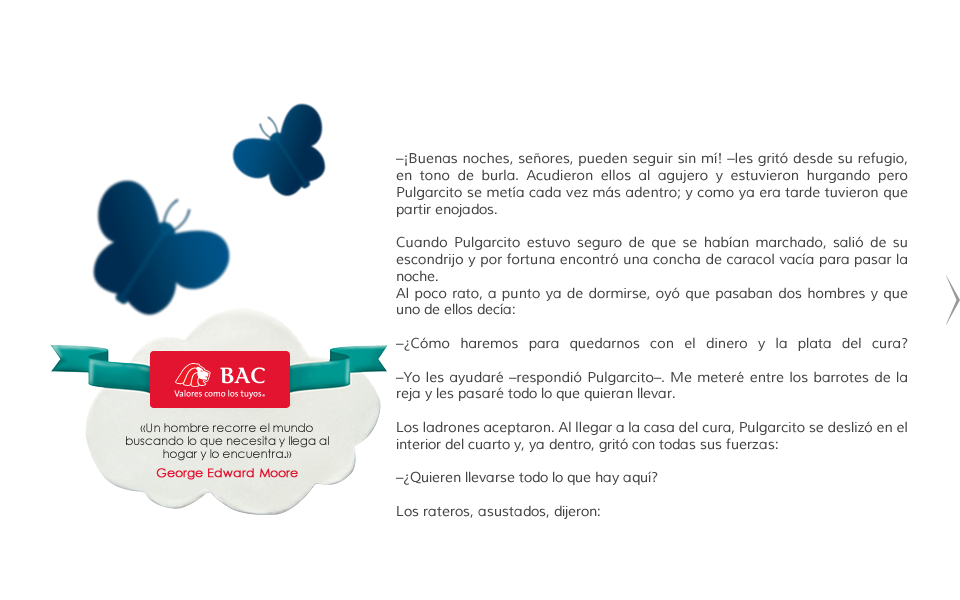 –¡Buenas noches, señores, pueden seguir sin mí! –les gritó desde su refugio,
en tono de burla. Acudieron ellos al agujero y estuvieron hurgando pero
Pulgarcito se metía cada vez más adentro; y como ya era tarde tuvieron que
partir enojados.
Cuando Pulgarcito estuvo seguro de que se habían marchado, salió de su
escondrijo y por fortuna encontró una concha de caracol vacía para pasar la
noche.
Al poco rato, a punto ya de dormirse, oyó que pasaban dos hombres y que
uno de ellos decía:
–¿Cómo haremos para quedarnos con el dinero y la plata del cura?
–Yo les ayudaré –respondió Pulgarcito–. Me meteré entre los barrotes de la
reja y les pasaré todo lo que quieran llevar.
Los ladrones aceptaron. Al llegar a la casa del cura, Pulgarcito se deslizó en el
interior del cuarto y, ya dentro, gritó con todas sus fuerzas:
–¿Quieren llevarse todo lo que hay aquí?
Los rateros, asustados, dijeron:
BAC
Valores como los tuyos.
«Un hombre recorre el mundo
buscando lo que necesita y llega al
hogar y lo encuentra.»
George Edward Moore